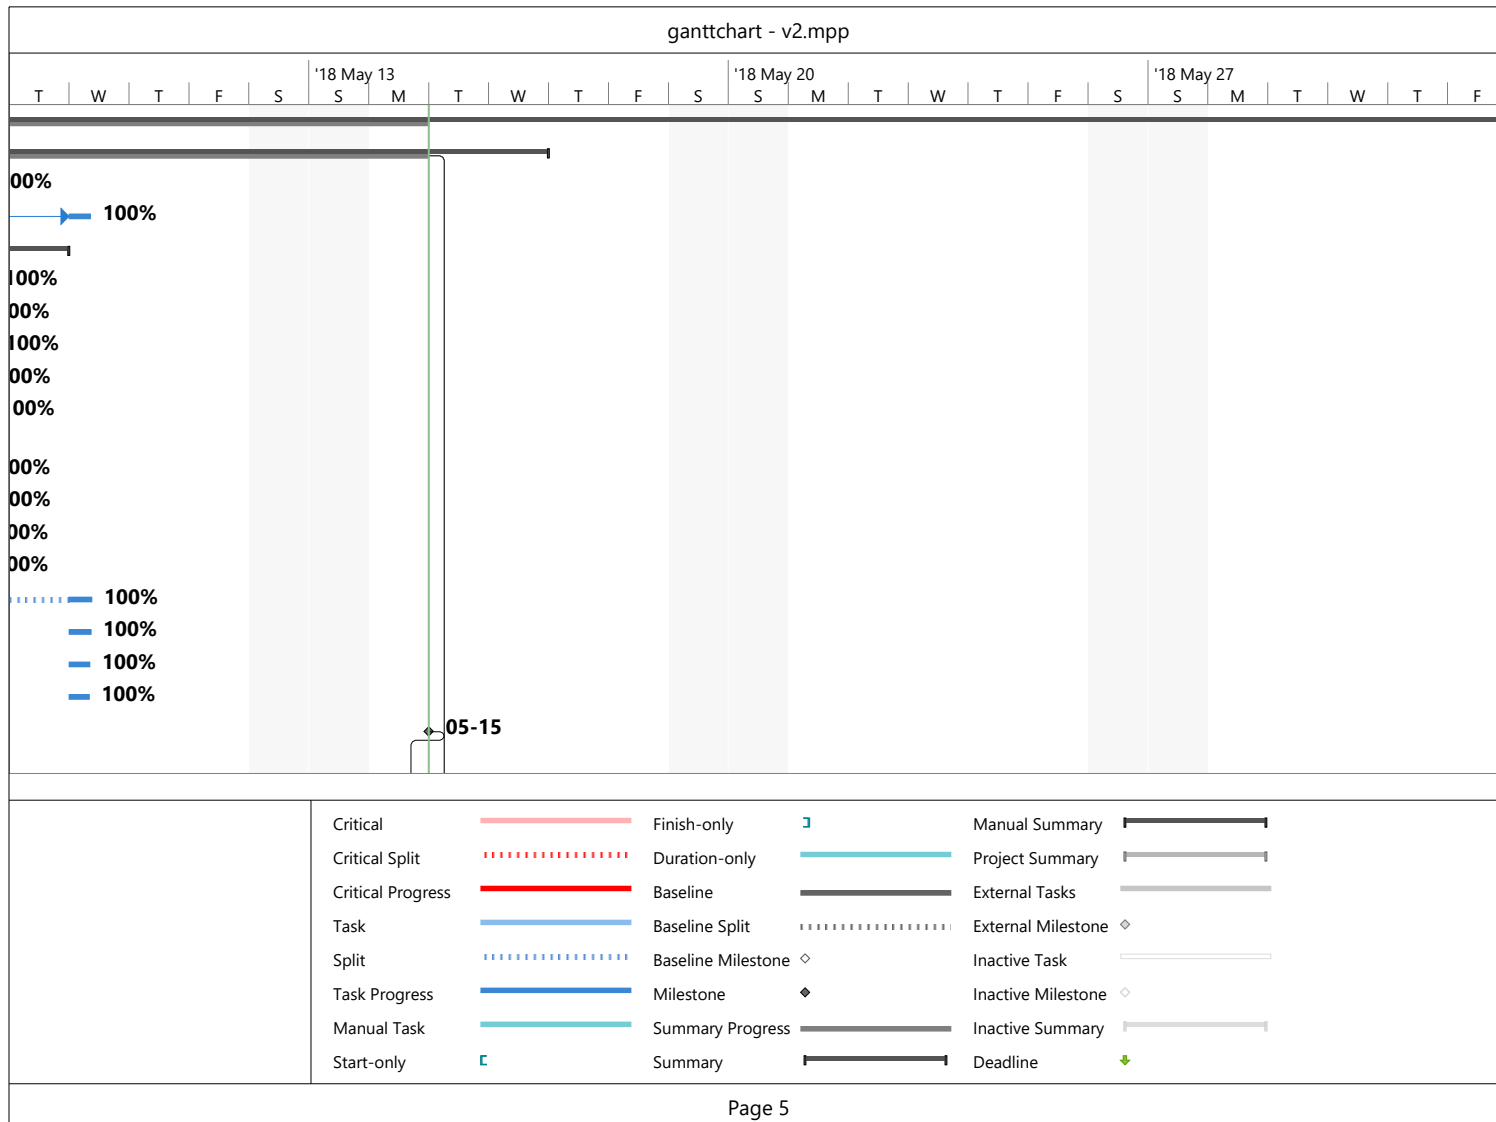 ganttchart - v2.mpp
'18 May 13 '18 May 20 '18 May 27
T W T F S S M T W T F S S M T W T F S S M T W T F
00%
100%
100%
00%
100%
00%
00%
00%
00%
00%
00%
100%
100%
100%
100%
05-15
Critical Finish-only Manual Summary
Critical Split Duration-only Project Summary
Critical Progress Baseline External Tasks
Task Baseline Split External Milestone
Split Baseline Milestone Inactive Task
Task Progress Milestone Inactive Milestone
Manual Task Summary Progress Inactive Summary
Start-only Summary Deadline
Page 5